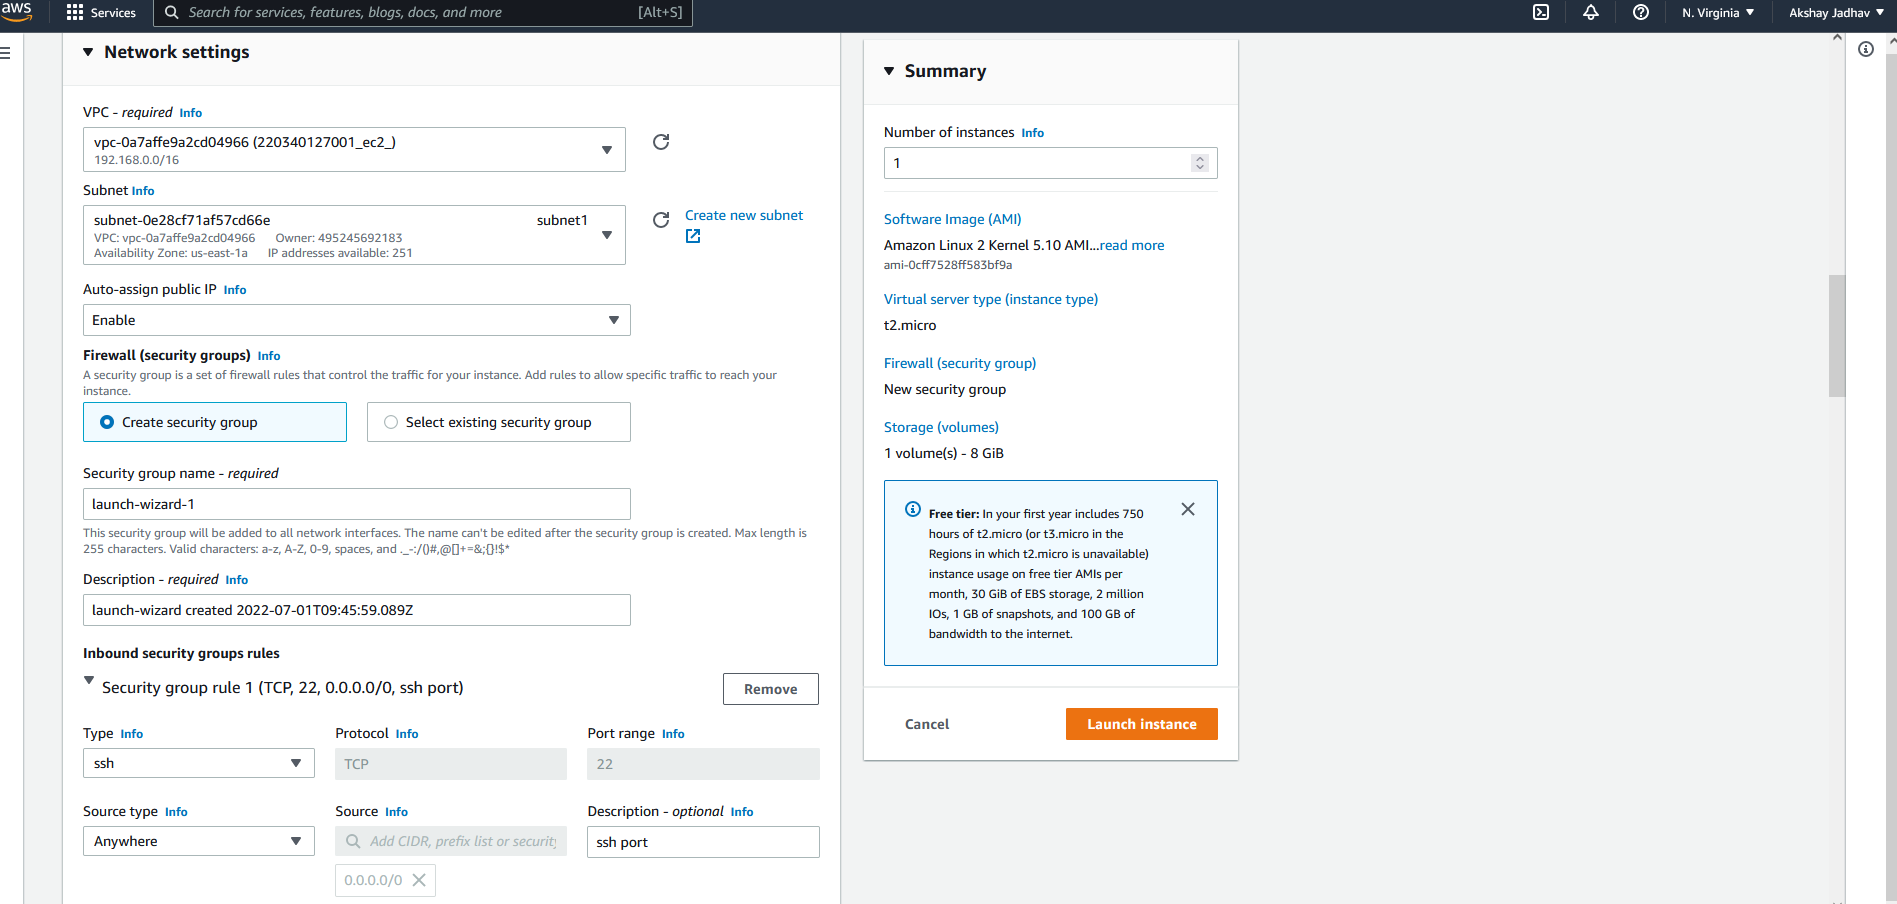 aws
Services
Search for services, features, blogs, docs, and more
[Alt+S]
N. Virginia
Akshay Jadhav
Network settings
VPC - required Info
vpc-0a7affe9a2cd04966 (220340127001_ec2_)
192.168.0.0/16
Subnet Info
subnet-0e28cf71af57cd66e subnet1
VPC: vpc-0a7affe9a2cd04966 Owner: 495245692183
Availability Zone: us-east-1a IP addresses available: 251
Create new subnet
Auto-assign public IP Info
Enable
Firewall (security groups) Info
A security group is a set of firewall rules that control the traffic for your instance. Add rules to allow specific traffic to reach your
instance.
Create security group
Select existing security group
Security group name - required
launch-wizard-1
This security group will be added to all network interfaces. The name can't be edited after the security group is created. Max length is
255 characters. Valid characters: a-z, A-Z, 0-9, spaces, and ._-:/()#,@[]+=&;{}!$*
Description - required Info
launch-wizard created 2022-07-01T09:45:59.089Z
Inbound security groups rules
Security group rule 1 (TCP, 22, 0.0.0.0/0, ssh port)
Remove
Type Info
Protocol Info
Port range Info
ssh
TCP
22
Source type Info
Source Info
Description - optional Info
Anywhere
Add CIDR, prefix list or security
ssh port
0.0.0.0/0
Summary
Number of instances Info
1
Software Image (AMI)
Amazon Linux 2 Kernel 5.10 AMI...read more
ami-0cff7528ff583bf9a
Virtual server type (instance type)
t2.micro
Firewall (security group)
New security group
Storage (volumes)
1 volume(s) - 8 GiB
Free tier: In your first year includes 750
hours of t2.micro (or t3.micro in the
Regions in which t2.micro is unavailable)
instance usage on free tier AMIs per
month, 30 GiB of EBS storage, 2 million
IOs, 1 GB of snapshots, and 100 GB of
bandwidth to the internet.
Cancel
Launch instance